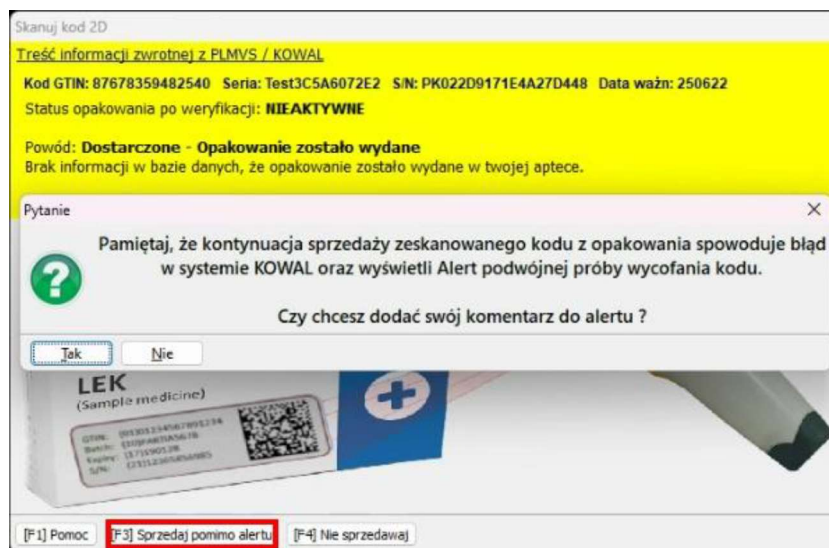 Skanuj kod 2D
Treść informacji zwrotnej z PLMVS / KOWAL
Kod GTIN: 87678359482540 Seria: Test3C5A6072E2 S/N: PK022D9171E4A27D448 Data ważn: 250622
Status opakowania po weryfikacji: NIEAKTYWNE
Powód: Dostarczone - Opakowanie zostało wydane
Brak informacji w bazie danych, że opakowanie zostało wydane w twojej aptece.
Pytanie
Pamiętaj, że kontynuacja sprzedaży zeskanowanego kodu z opakowania spowoduje błąd
w systemie KOWAL oraz wyświetli Alert podwójnej próby wycofania kodu.
Czy chcesz dodać swój komentarz do alertu ?
Tak Nie
LEK
(Sample medicine)
GTIN: (01)01234567891234
Batch:
Expiry: (17)190128
S/N:
[F1] Pomoc [F3] Sprzedaj pomimo alertu [F4] Nie sprzedawaj